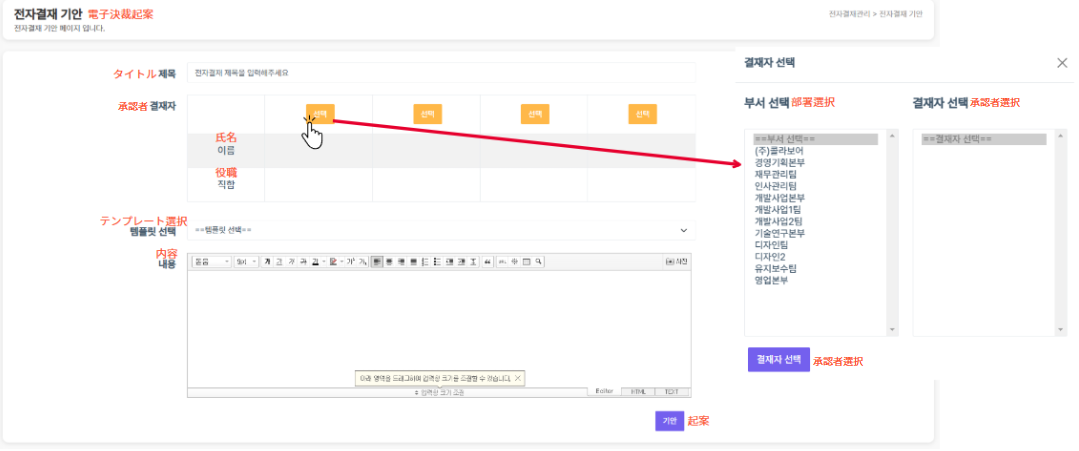 전자결재 기안 電子決裁起案
전자결재 기안 페이지 입니다.
전자결재관리 > 전자결재 기안
タイトル 제목
전자결재 제목을 입력해주세요
承認者 결재자
선택 선택 선택 선택
氏名
이름
役職
직함
テンプレート選択
템플릿 선택
==템플릿 선택==
内容
내용
돋움 9pt 가 가 가 가 가 가 사진
아래 영역을 드래그하여 입력창 크기를 조절할 수 있습니다. ×
입력창 크기 조절
Editor HTML TEXT
기안 起案
결재자 선택
부서 선택 部署選択
결재자 선택 承認者選択
==부서 선택==
(주)콜라보어
경영기획본부
재무관리팀
인사관리팀
개발사업본부
개발사업1팀
개발사업2팀
기술연구본부
디자인팀
디자인2
유지보수팀
영업본부
==결재자 선택==
결재자 선택 承認者選択